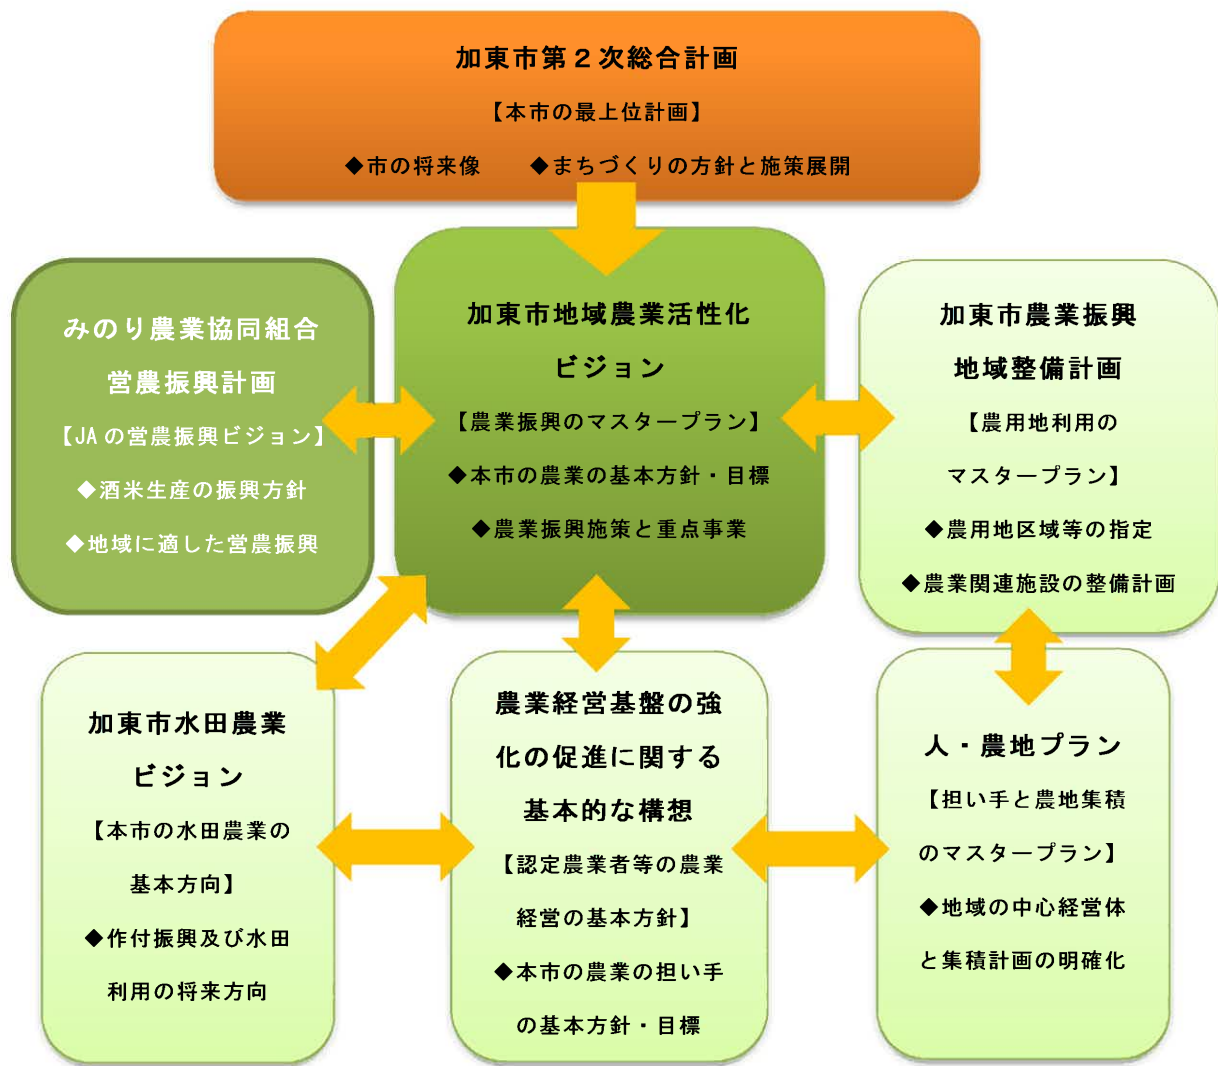 加東市第２次総合計画
【本市の最上位計画】
◆市の将来像　◆まちづくりの方針と施策展開
みのり農業協同組合
営農振興計画
【JAの営農振興ビジョン】
◆酒米生産の振興方針
◆地域に適した営農振興
加東市地域農業活性化
ビジョン
【農業振興のマスタープラン】
◆本市の農業の基本方針・目標
◆農業振興施策と重点事業
加東市農業振興
地域整備計画
【農用地利用の
マスタープラン】
◆農用地区域等の指定
◆農業関連施設の整備計画
加東市水田農業
ビジョン
【本市の水田農業の
基本方向】
◆作付振興及び水田
利用の将来方向
農業経営基盤の強
化の促進に関する
基本的な構想
【認定農業者等の農業
経営の基本方針】
◆本市の農業の担い手
の基本方針・目標
人・農地プラン
【担い手と農地集積
のマスタープラン】
◆地域の中心経営体
と集積計画の明確化